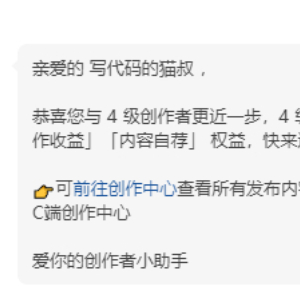 亲爱的 写代码的猫叔 ，
恭喜您与 4 级创作者更近一步，4
作收益」「内容自荐」 权益，快来
👉可前往创作中心查看所有发布内
C端创作中心
爱你的创作者小助手